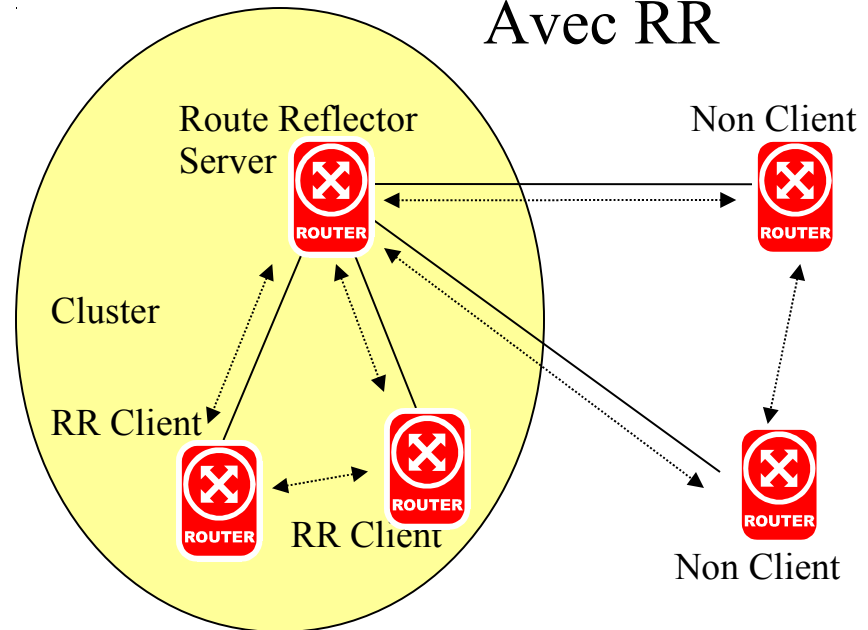 Avec RR
Route Reflector
Server
Non Client
ROUTER
ROUTER
Cluster
RR Client
ROUTER
ROUTER
RR Client
ROUTER
Non Client